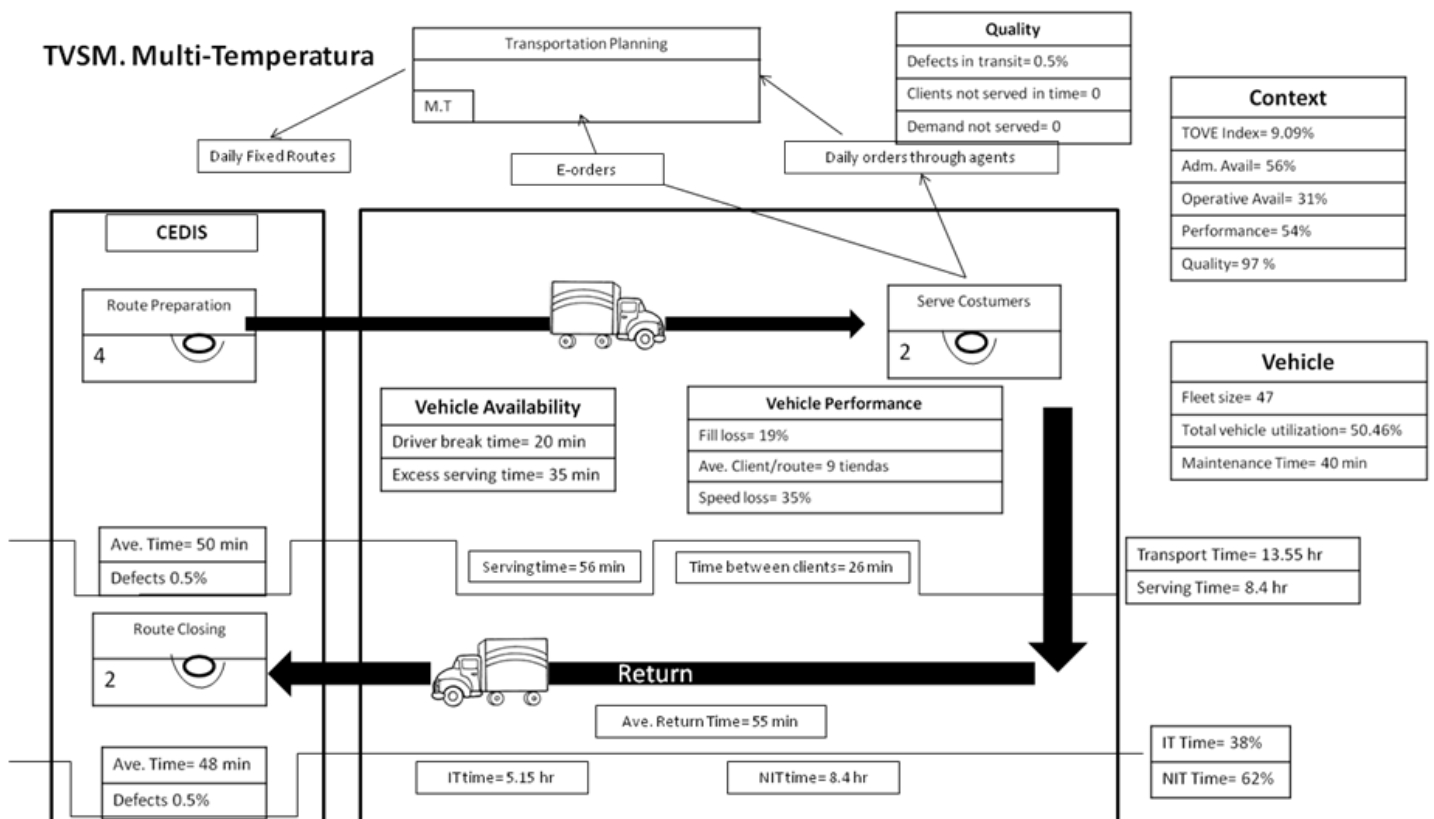 TVSM. Multi-Temperatura
Transportation Planning
M.T
Quality
Defects in transit= 0.5%
Clients not served in time= 0
Demand not served= 0
Context
TOVE Index= 9.09%
Adm. Avail= 56%
Operative Avail= 31%
Performance= 54%
Quality= 97 %
Daily Fixed Routes
E-orders
Daily orders through agents
CEDIS
Route Preparation
4
Serve Costumers
2
Vehicle
Fleet size= 47
Total vehicle utilization= 50.46%
Maintenance Time= 40 min
Vehicle Availability
Driver break time= 20 min
Excess serving time= 35 min
Vehicle Performance
Fill loss= 19%
Ave. Client/route= 9 tiendas
Speed loss= 35%
Ave. Time= 50 min
Defects 0.5%
Serving time= 56 min
Time between clients= 26 min
Transport Time= 13.55 hr
Serving Time= 8.4 hr
Route Closing
2
Return
Ave. Return Time= 55 min
Ave. Time= 48 min
Defects 0.5%
IT time= 5.15 hr
NIT time= 8.4 hr
IT Time= 38%
NIT Time= 62%